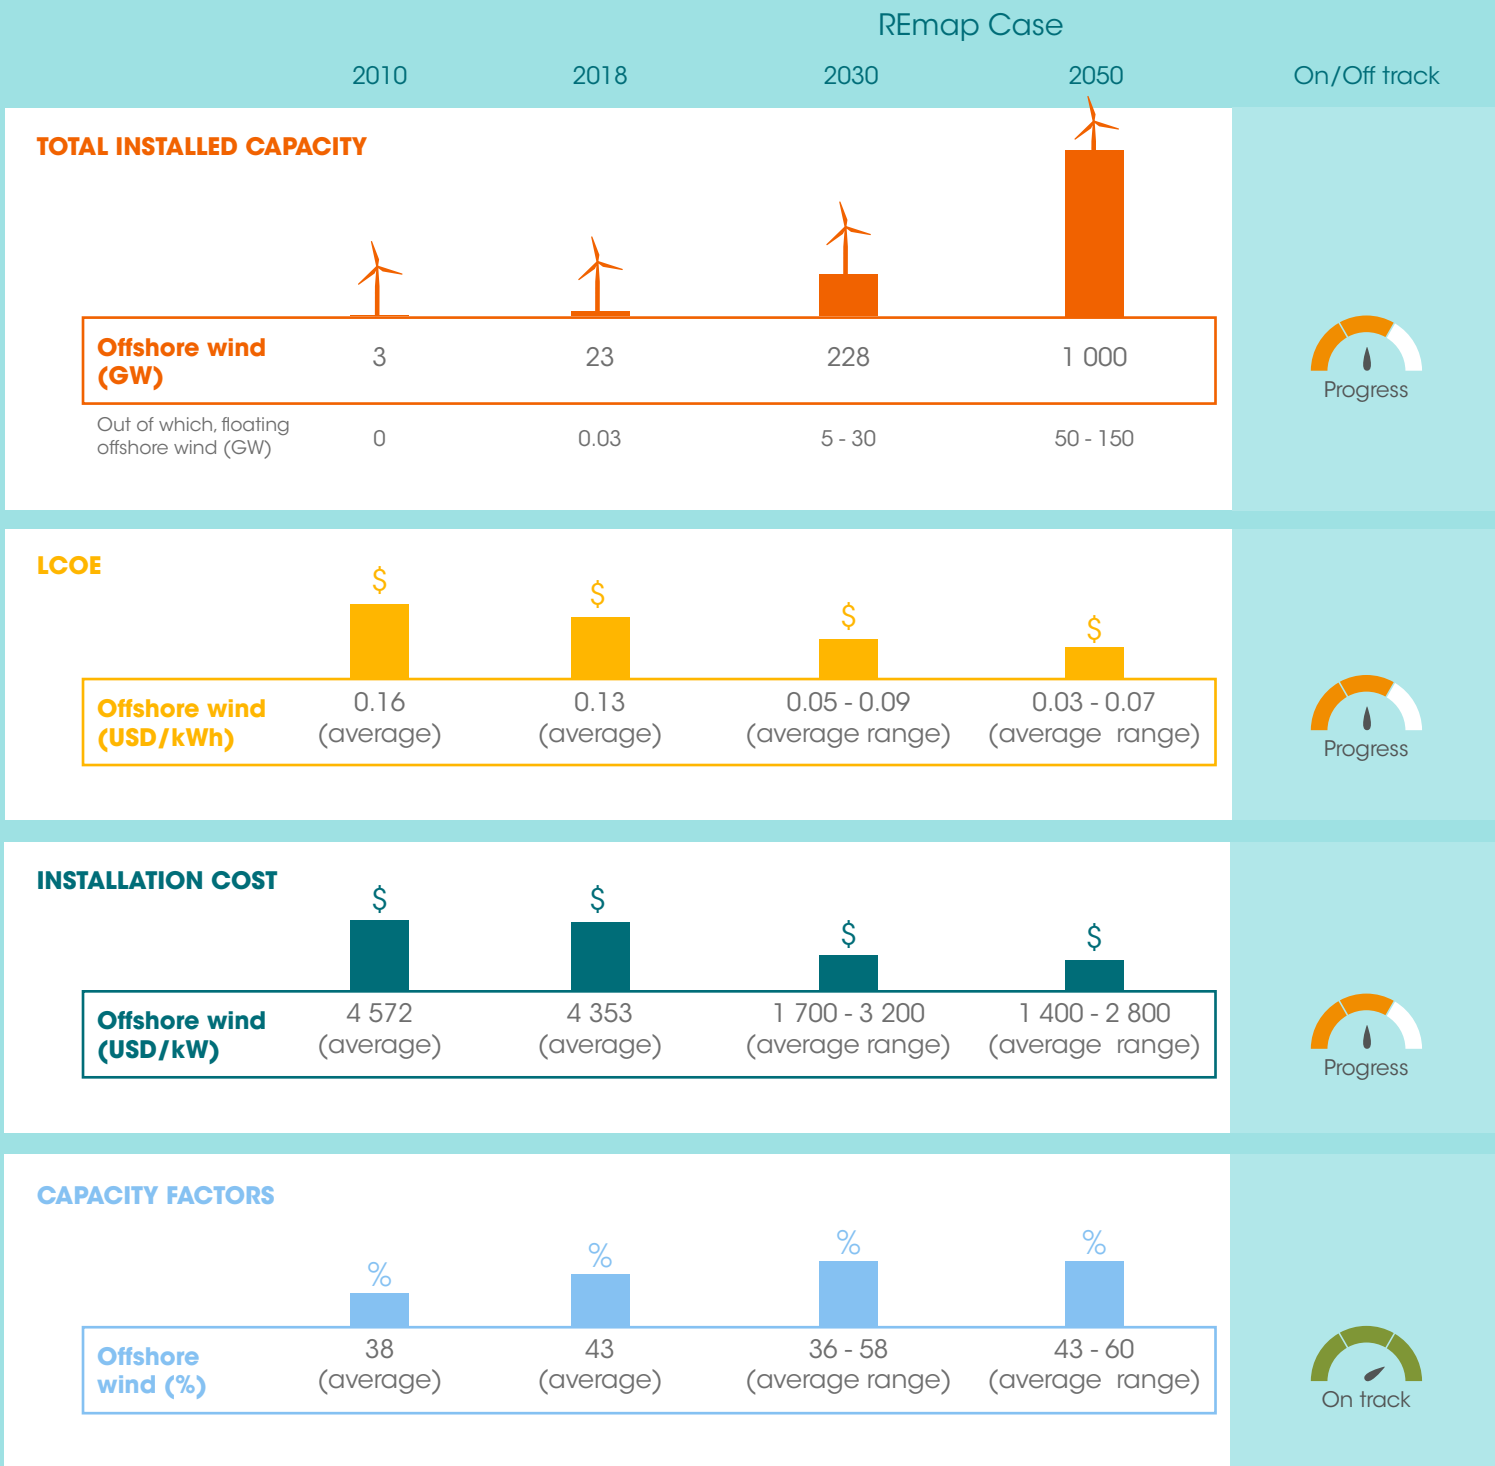 REmap Case
2010 2018 2030 2050 On/Off track
TOTAL INSTALLED CAPACITY
Offshore wind
(GW)
3 23 228 1 000
Progress
Out of which, floating
offshore wind (GW)
0 0.03 5 - 30 50 - 150
LCOE
$ $ $ $
Offshore wind
(USD/kWh)
0.16 0.13 0.05 - 0.09 0.03 - 0.07
(average) (average) (average range) (average range)
Progress
INSTALLATION COST
$ $ $ $
Offshore wind
(USD/kW)
4 572 4 353 1 700 - 3 200 1 400 - 2 800
(average) (average) (average range) (average range)
Progress
CAPACITY FACTORS
% % % %
Offshore
wind (%)
38 43 36 - 58 43 - 60
(average) (average) (average range) (average range)
On track